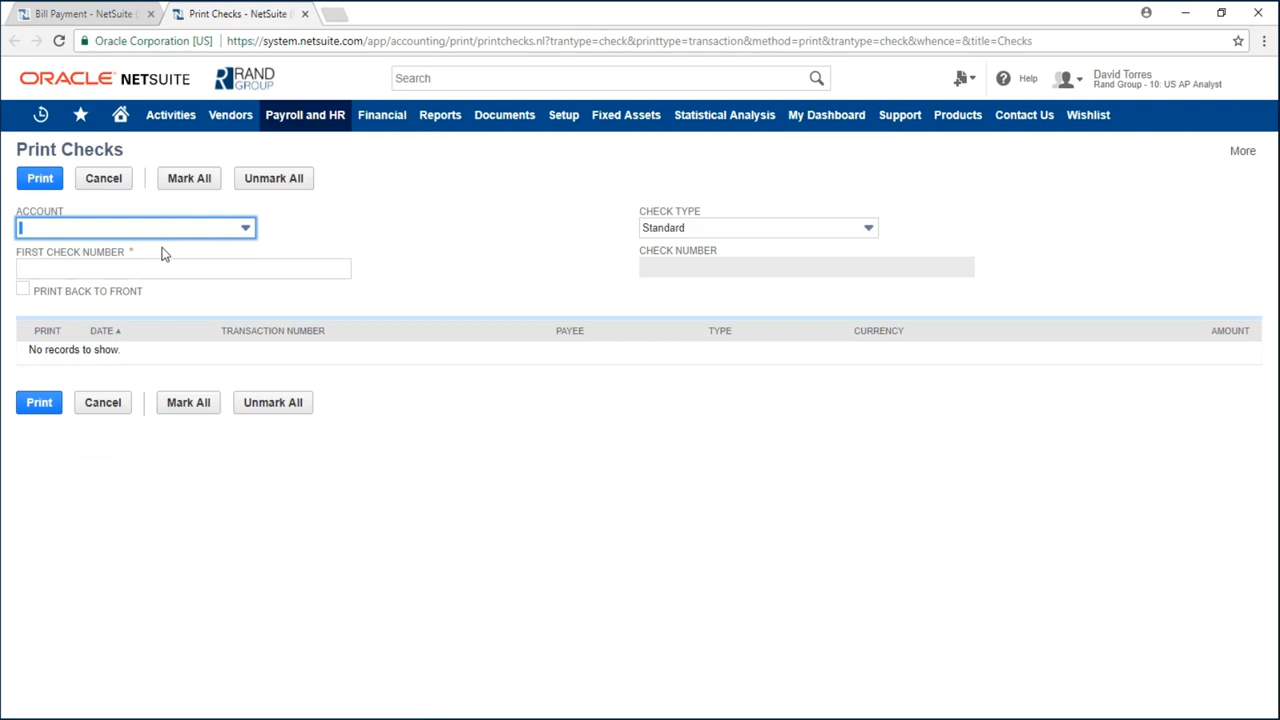 Bill Payment - NetSuite (
Print Checks - NetSuite (
Oracle Corporation [US]
https://system.netsuite.com/app/accounting/print/printchecks.nl?trantype=check&printtype=transaction&method=print&trantype=check&whence=&title=Checks
ORACLE NETSUITE
RAND GROUP
Search
Help
David Torres
Rand Group - 10: US AP Analyst
Activities Vendors Payroll and HR Financial Reports Documents Setup Fixed Assets Statistical Analysis My Dashboard Support Products Contact Us Wishlist
Print Checks
More
Print Cancel Mark All Unmark All
ACCOUNT
CHECK TYPE
Standard
FIRST CHECK NUMBER *
CHECK NUMBER
PRINT BACK TO FRONT
PRINT DATE ▲ TRANSACTION NUMBER PAYEE TYPE CURRENCY AMOUNT
No records to show.
Print Cancel Mark All Unmark All